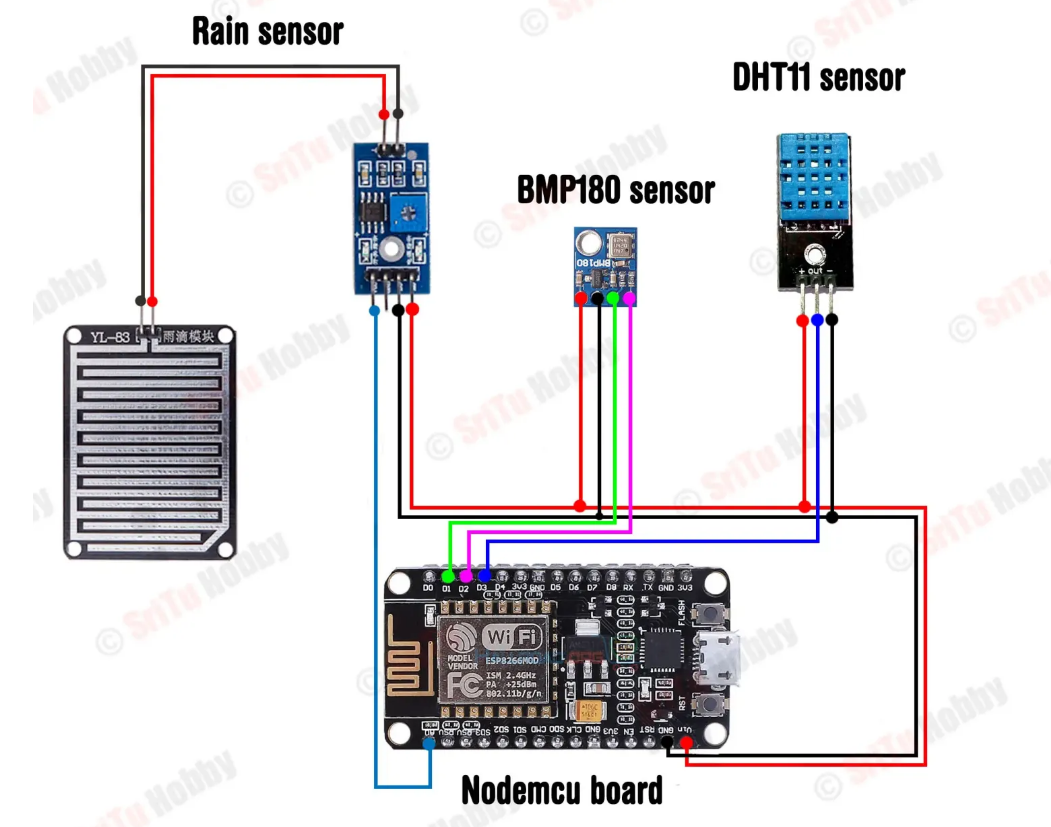 Rain sensor
DHT11 sensor
BMP180 sensor
BMP180
+ out -
YL-83 雨滴模块
D0 D1 D2 D3 D4 3V3 GND D5 D6 D7 D8 RX TX GND 3V3
FLASH
WiFi
MODEL
VENDOR
ESP8266MOD
ISM 2.4GHz
PA +25dBm
802.11b/g/n
FC
RST
A0 RSV RSV SD3 SD2 SD1 CMD SD0 CLK GND 3V3 EN RST GND Vin
Nodemcu board
© SriTu Hobby